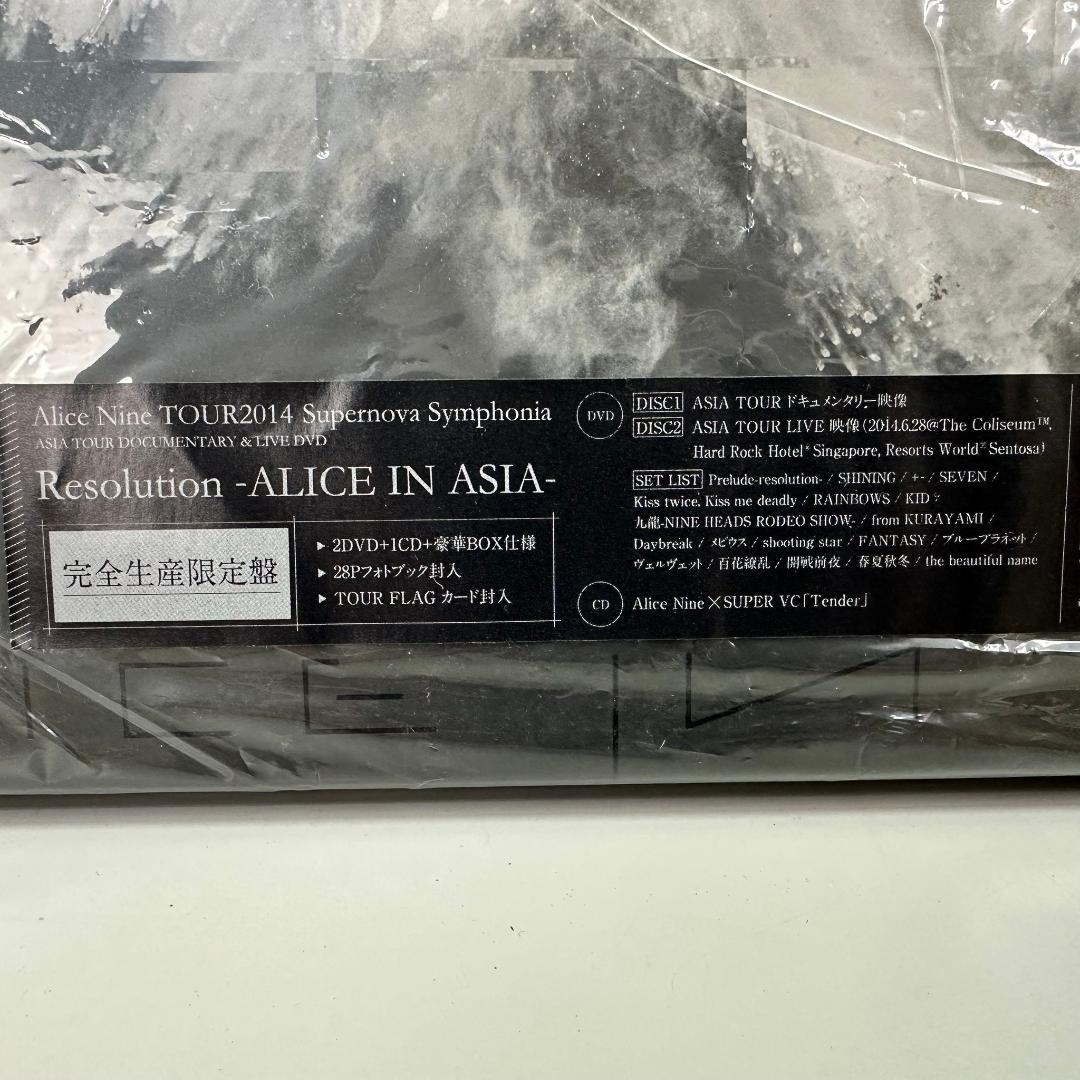 Alice Nine TOUR2014 Supernova Symphonia
ASIA TOUR DOCUMENTARY & LIVE DVD
Resolution -ALICE IN ASIA-
完全生産限定盤
▶ 2DVD+1CD+豪華BOX仕様
▶ 28Pフォトブック封入
▶ TOUR FLAGカード封入
DVD
DISC1 ASIA TOURドキュメンタリー映像
DISC2 ASIA TOUR LIVE 映像(2014.6.28@The Coliseum™,
Hard Rock Hotel® Singapore, Resorts World® Sentosa)
SET LIST Prelude-resolution- / SHINING / +- / SEVEN /
Kiss twice, Kiss me deadly / RAINBOWS / KID
九龍-NINE HEADS RODEO SHOW- / from KURAYAMI /
Daybreak / メビウス / shooting star / FANTASY / ブループラネット /
ヴェルヴェット / 百花繚乱 / 開戦前夜 / 春夏秋冬 / the beautiful name
CD
Alice Nine×SUPER VC「Tender」